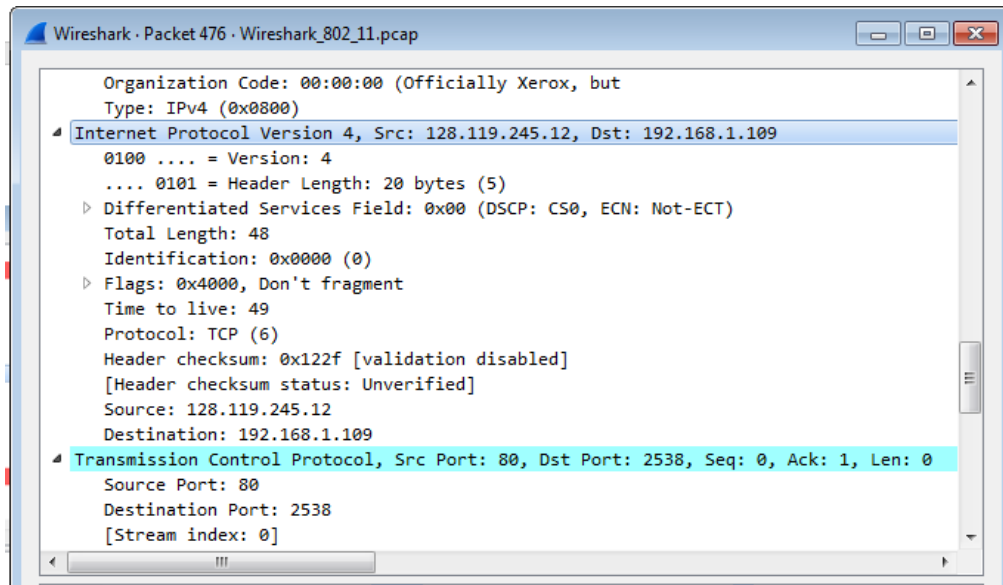 Wireshark · Packet 476 · Wireshark_802_11.pcap
Organization Code: 00:00:00 (Officially Xerox, but
Type: IPv4 (0x0800)
Internet Protocol Version 4, Src: 128.119.245.12, Dst: 192.168.1.109
0100 .... = Version: 4
.... 0101 = Header Length: 20 bytes (5)
Differentiated Services Field: 0x00 (DSCP: CS0, ECN: Not-ECT)
Total Length: 48
Identification: 0x0000 (0)
Flags: 0x4000, Don't fragment
Time to live: 49
Protocol: TCP (6)
Header checksum: 0x122f [validation disabled]
[Header checksum status: Unverified]
Source: 128.119.245.12
Destination: 192.168.1.109
Transmission Control Protocol, Src Port: 80, Dst Port: 2538, Seq: 0, Ack: 1, Len: 0
Source Port: 80
Destination Port: 2538
[Stream index: 0]